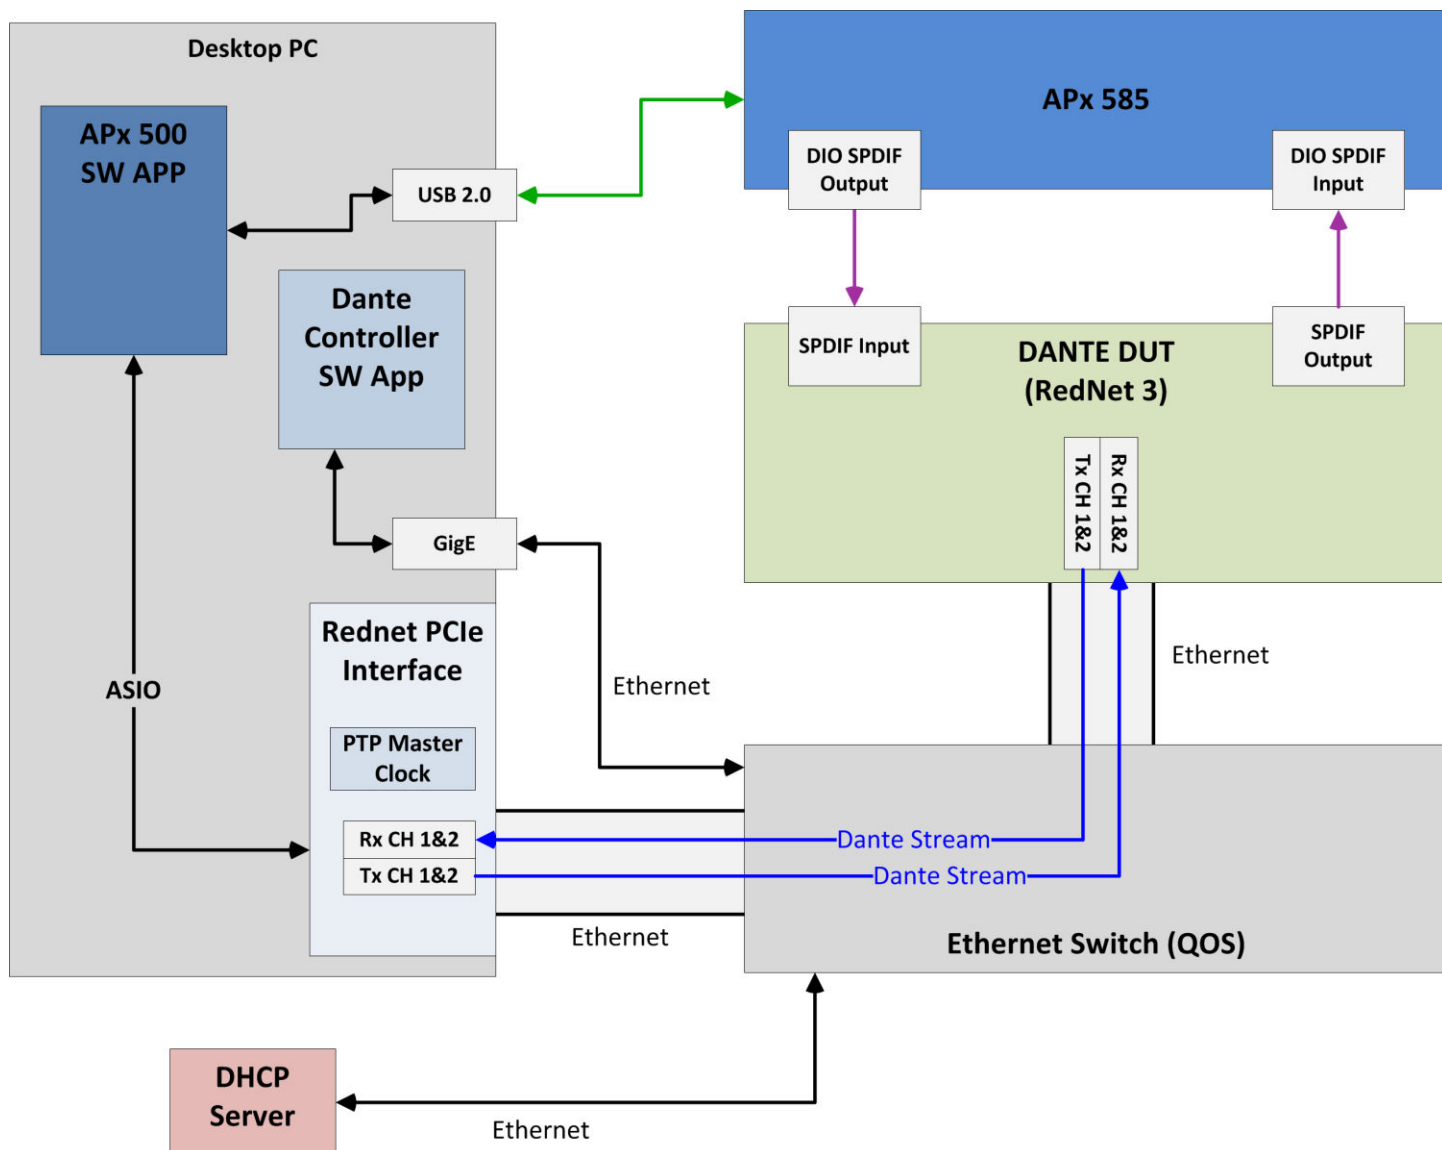 Desktop PC
APx 500
SW APP
USB 2.0
Dante
Controller
SW App
GigE
Rednet PCIe
Interface
PTP Master
Clock
Rx CH 1&2
Tx CH 1&2
ASIO
APx 585
DIO SPDIF
Output
DIO SPDIF
Input
SPDIF Input
DANTE DUT
(RedNet 3)
SPDIF
Output
Tx CH 1&2
Rx CH 1&2
Ethernet
Ethernet
Dante Stream
Dante Stream
Ethernet
Ethernet Switch (QOS)
DHCP
Server
Ethernet